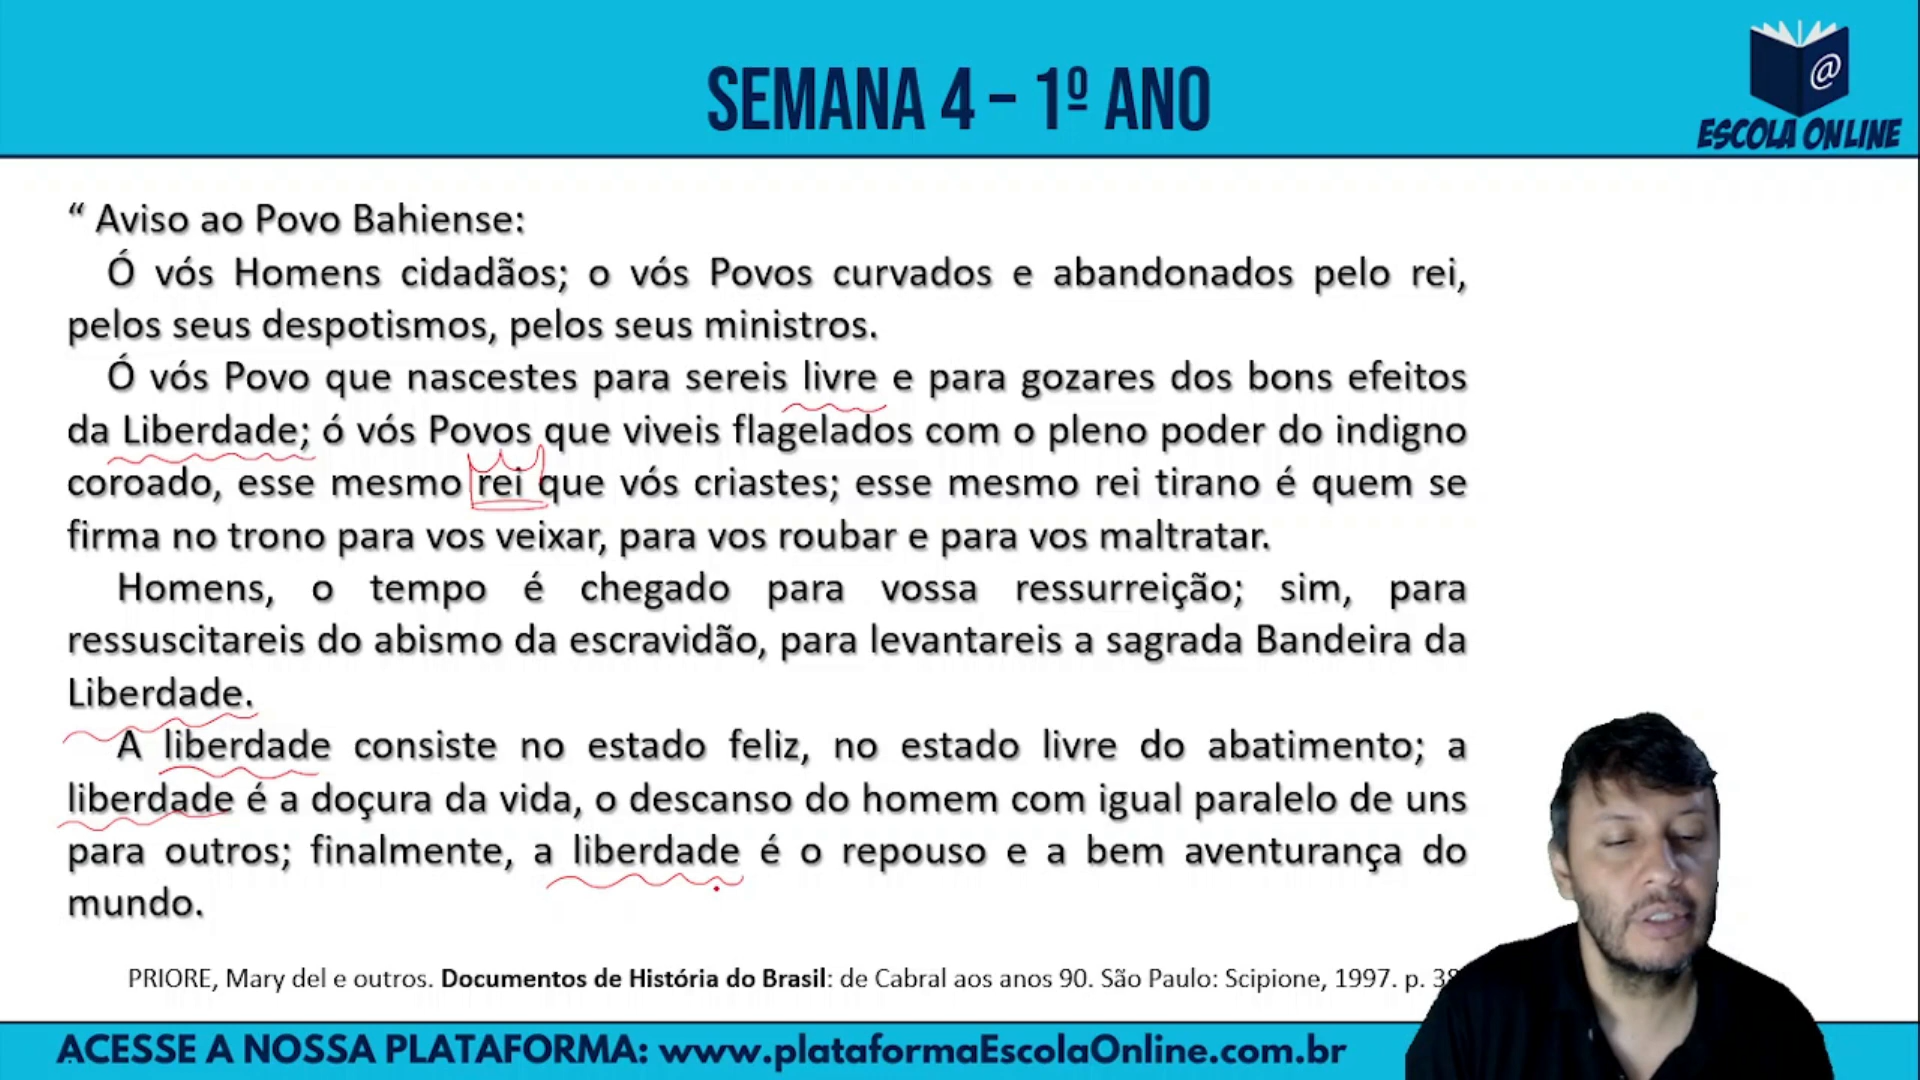 SEMANA 4 – 1º ANO
@
ESCOLA ONLINE
“ Aviso ao Povo Bahiense:
Ó vós Homens cidadãos; o vós Povos curvados e abandonados pelo rei,
pelos seus despotismos, pelos seus ministros.
Ó vós Povo que nascestes para sereis livre e para gozares dos bons efeitos
da Liberdade; ó vós Povos que viveis flagelados com o pleno poder do indigno
coroado, esse mesmo rei que vós criastes; esse mesmo rei tirano é quem se
firma no trono para vos veixar, para vos roubar e para vos maltratar.
Homens, o tempo é chegado para vossa ressurreição; sim, para
ressuscitareis do abismo da escravidão, para levantareis a sagrada Bandeira da
Liberdade.
A liberdade consiste no estado feliz, no estado livre do abatimento; a
liberdade é a doçura da vida, o descanso do homem com igual paralelo de uns
para outros; finalmente, a liberdade é o repouso e a bem aventurança do
mundo.
PRIORE, Mary del e outros. Documentos de História do Brasil: de Cabral aos anos 90. São Paulo: Scipione, 1997. p.
ACESSE A NOSSA PLATAFORMA: www.plataformaEscolaOnline.com.br